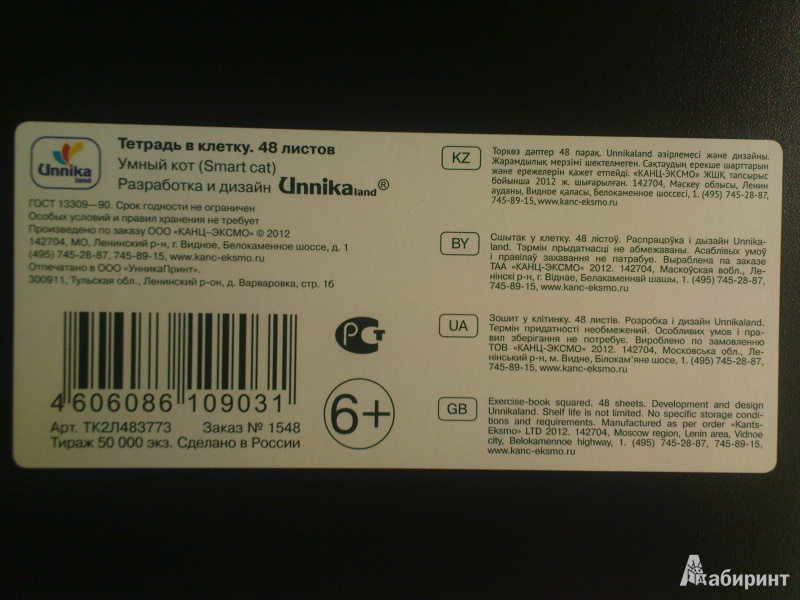 Unnika
land
Тетрадь в клетку. 48 листов
Умный кот (Smart cat)
Разработка и дизайн Unnikaland®
ГОСТ 13309—90. Срок годности не ограничен
Особых условий и правил хранения не требует
Произведено по заказу ООО «КАНЦ-ЭКСМО» © 2012
142704, МО, Ленинский р-н, г. Видное, Белокаменное шоссе, д. 1
(495) 745-28-87, 745-89-15, www.kanc-eksmo.ru
Отпечатано в ООО «УнникаПринт».
300911, Тульская обл., Ленинский р-он, д. Варваровка, стр. 1б
4 606086 109031
Арт. ТК2Л483773 Заказ № 1548
Тираж 50 000 экз. Сделано в России
РСТ
6+
KZ
Торкөз дәптер 48 парақ. Unnikaland әзірлемесі және дизайны.
Жарамдылық мерзімі шектелмеген. Сақтаудың ерекше шарттарын
және ережелерін қажет етпейді. «КАНЦ-ЭКСМО» ЖШҚ тапсырыс
бойынша 2012 ж. шығарылған. 142704, Мәскеу облысы, Ленин
ауданы, Видное қаласы, Белокаменное шоссесі, 1. (495) 745-28-87,
745-89-15, www.kanc-eksmo.ru
BY
Сшытак у клетку. 48 лістоў. Распрацоўка і дызайн Unnika-
land. Тэрмін прыдатнасці не абмежаваны. Асаблівых умоў
і правілаў захавання не патрабуе. Выраблена па заказе
ТАА «КАНЦ-ЭКСМО» 2012. 142704, Маскоўская вобл., Ле-
нінскі р-н, г. Віднае, Белакаменнай шашы, 1. (495) 745-28-87,
745-89-15, www.kanc-eksmo.ru
UA
Зошит у клітинку. 48 листів. Розробка і дизайн Unnikaland.
Термін придатності необмежений. Особливих умов і пра-
вил зберігання не потребує. Вироблено по замовленню
ТОВ «КАНЦ-ЭКСМО» 2012. 142704, Московська обл., Ле-
нінський р-н, м. Видне, Білокам'яне шосе, 1. (495) 745-28-87,
745-89-15, www.kanc-eksmo.ru
GB
Exercise-book squared. 48 sheets. Development and design
Unnikaland. Shelf life is not limited. No specific storage condi-
tions and requirements. Manufactured as per order «Kants-
Eksmo» LTD 2012. 142704, Moscow region, Lenin area, Vidnoe
city, Belokamennoe highway, 1. (495) 745-28-87, 745-89-15,
www.kanc-eksmo.ru
Лабиринт